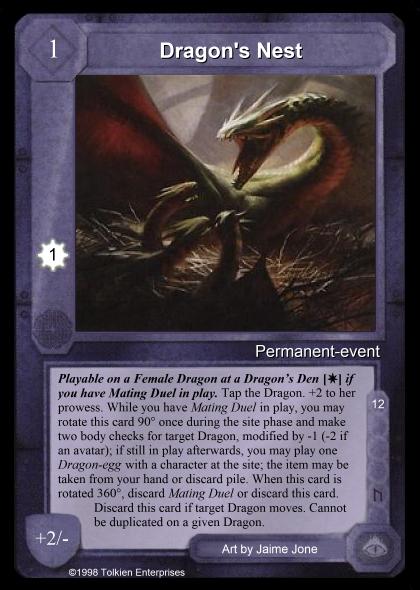 1
Dragon's Nest
1
Permanent-event
Playable on a Female Dragon at a Dragon's Den [✷] if
you have Mating Duel in play. Tap the Dragon. +2 to her
prowess. While you have Mating Duel in play, you may
rotate this card 90° once during the site phase and make
two body checks for target Dragon, modified by -1 (-2 if
an avatar); if still in play afterwards, you may play one
Dragon-egg with a character at the site; the item may be
taken from your hand or discard pile. When this card is
rotated 360°, discard Mating Duel or discard this card.
Discard this card if target Dragon moves. Cannot
be duplicated on a given Dragon.
12
+2/-
Art by Jaime Jone
©1998 Tolkien Enterprises